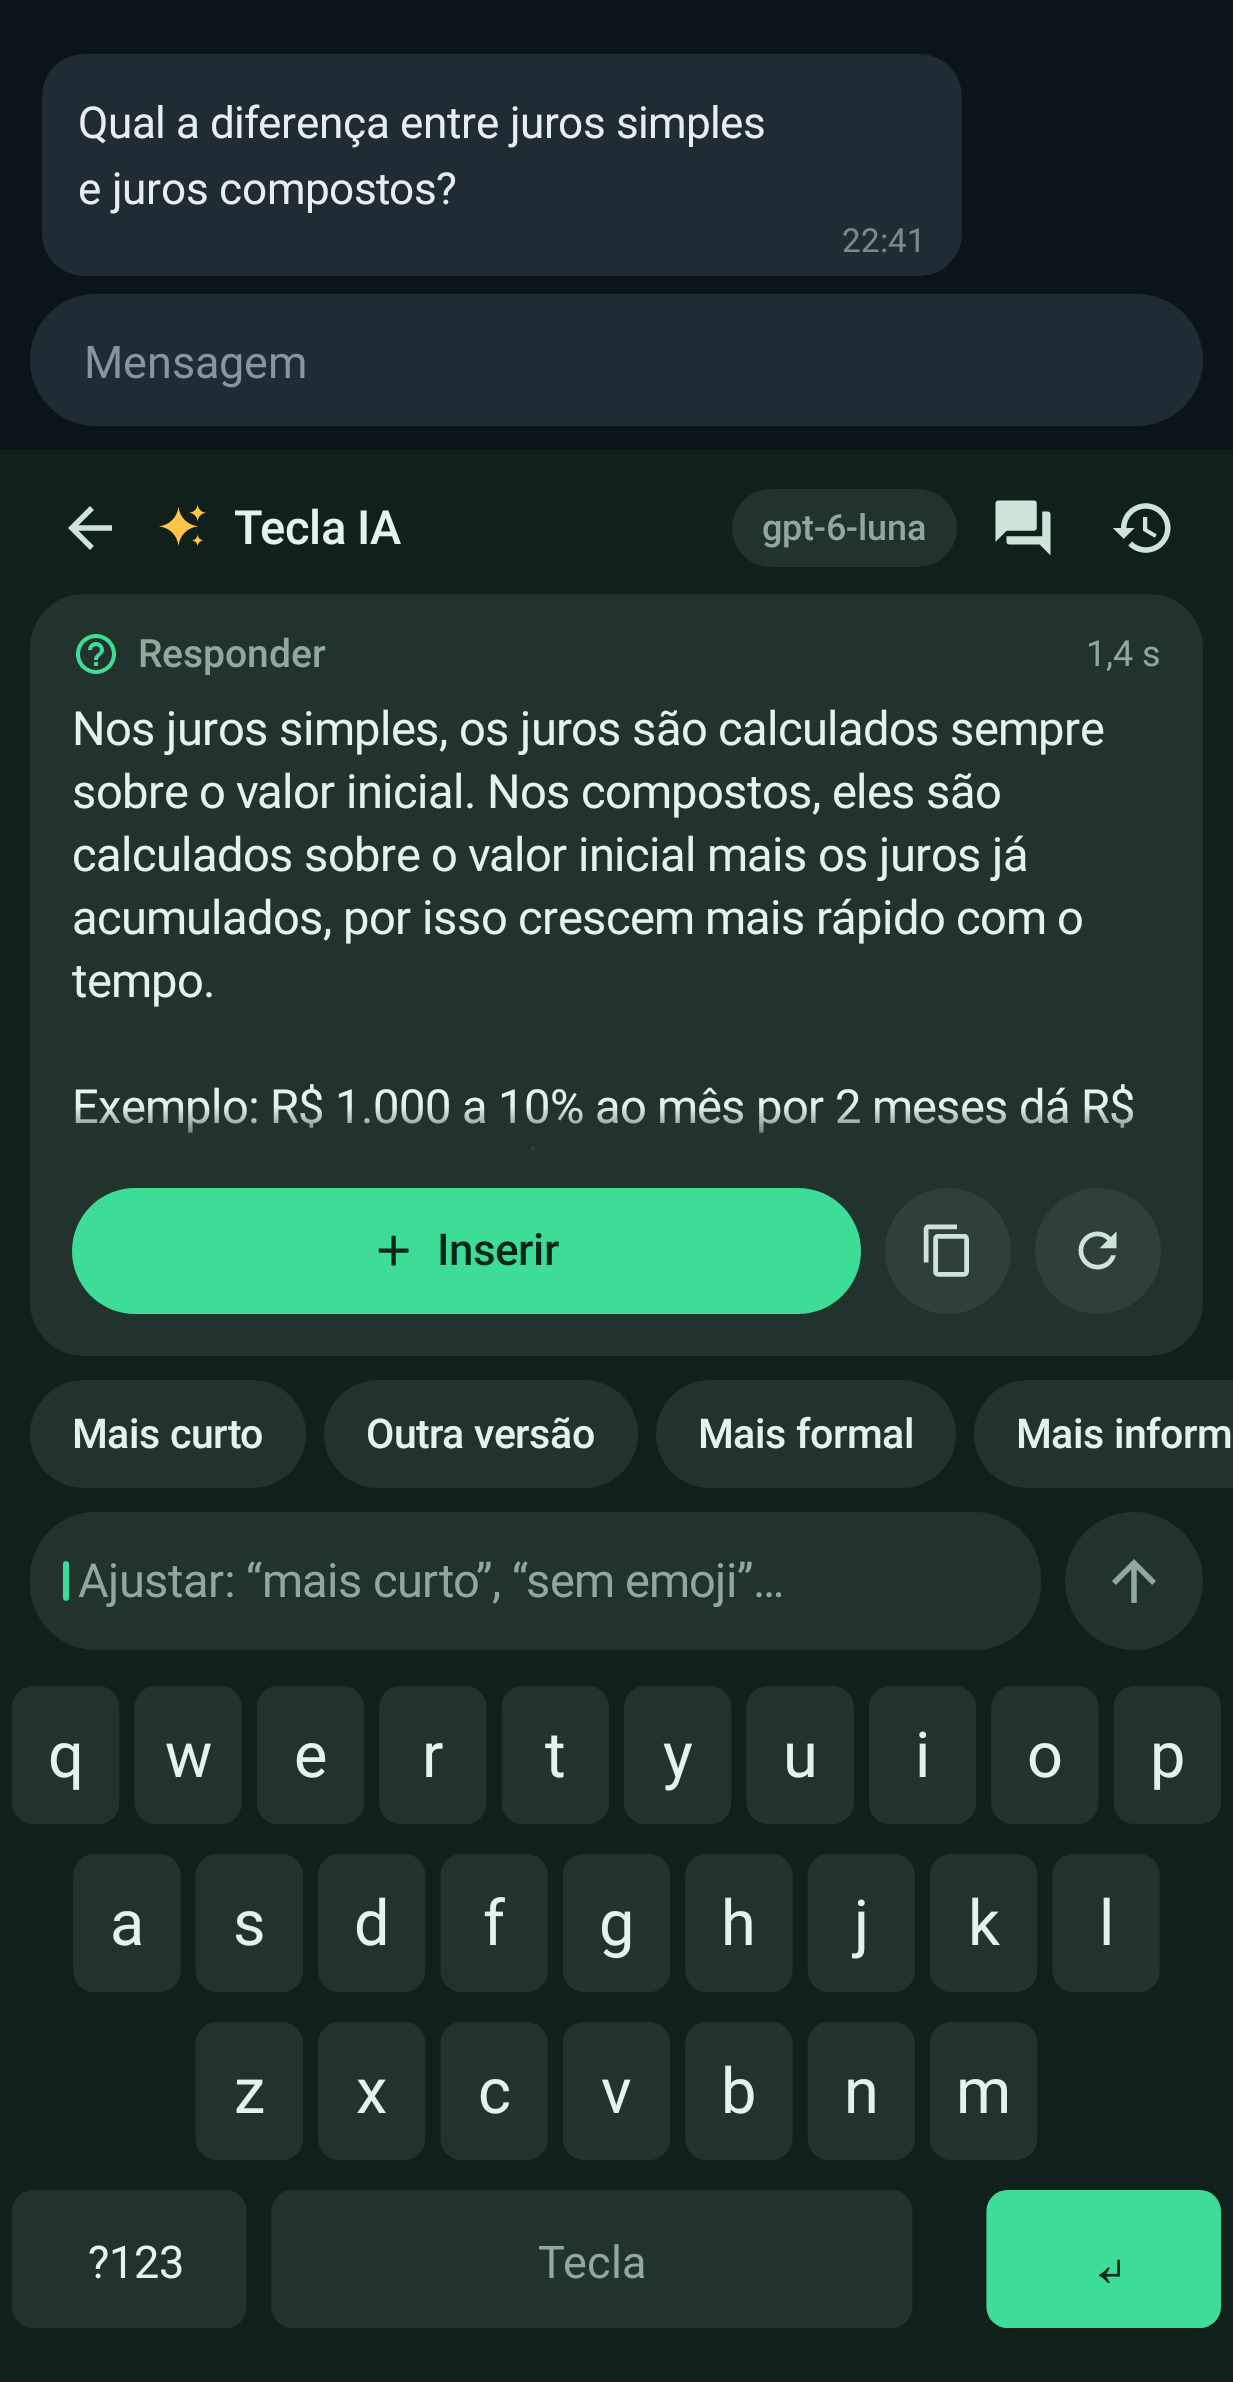 Qual a diferença entre juros simples
e juros compostos?
22:41
Mensagem
Tecla IA
gpt-6-luna
Responder
1,4 s
Nos juros simples, os juros são calculados sempre
sobre o valor inicial. Nos compostos, eles são
calculados sobre o valor inicial mais os juros já
acumulados, por isso crescem mais rápido com o
tempo.
Exemplo: R$ 1.000 a 10% ao mês por 2 meses dá R$
+ Inserir
Mais curto
Outra versão
Mais formal
Mais inform
Ajustar: “mais curto”, “sem emoji”…
q w e r t y u i o p
a s d f g h j k l
z x c v b n m
?123
Tecla